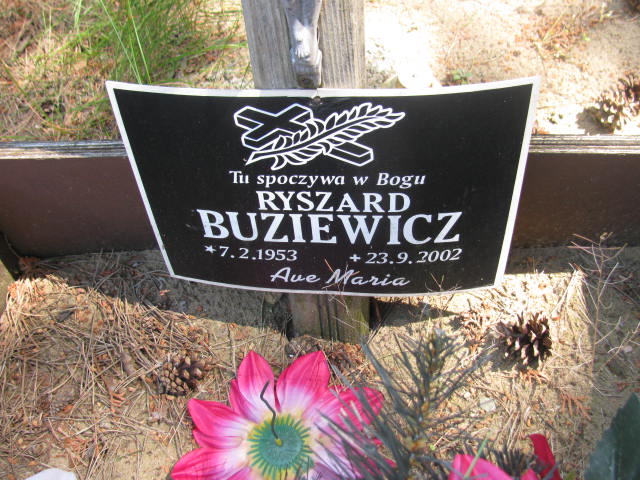 Tu spoczywa w Bogu
RYSZARD
BUZIEWICZ
*7.2.1953 +23.9.2002
Ave Maria